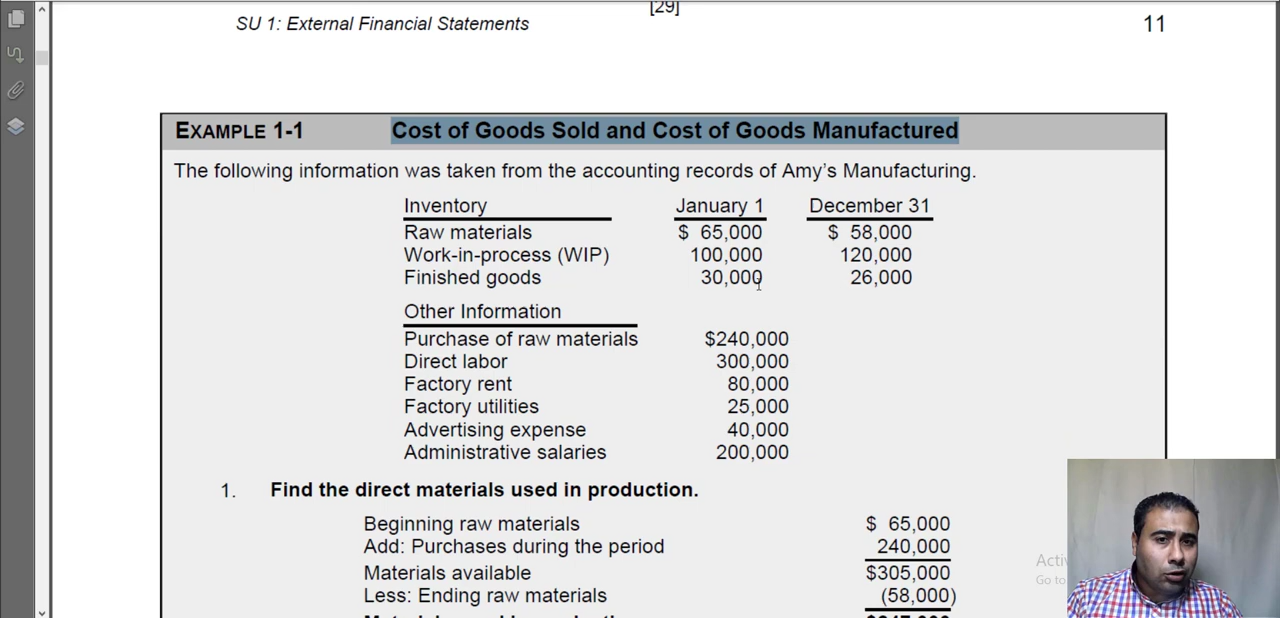 [29]
SU 1: External Financial Statements 11
EXAMPLE 1-1 Cost of Goods Sold and Cost of Goods Manufactured
The following information was taken from the accounting records of Amy's Manufacturing.
Inventory January 1 December 31
Raw materials $ 65,000 $ 58,000
Work-in-process (WIP) 100,000 120,000
Finished goods 30,000 26,000
Other Information
Purchase of raw materials $240,000
Direct labor 300,000
Factory rent 80,000
Factory utilities 25,000
Advertising expense 40,000
Administrative salaries 200,000
1. Find the direct materials used in production.
Beginning raw materials $ 65,000
Add: Purchases during the period 240,000
Materials available $305,000
Less: Ending raw materials (58,000)
Go to